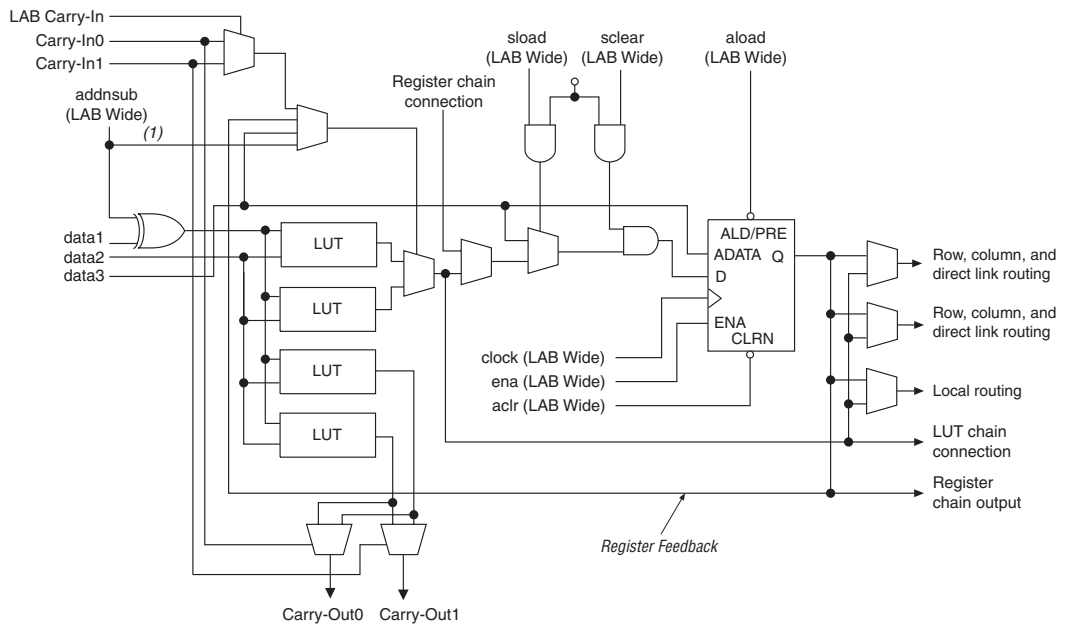 LAB Carry-In
Carry-In0
Carry-In1
addnsub
(LAB Wide)
(1)
Register chain
connection
sload
(LAB Wide)
sclear
(LAB Wide)
aload
(LAB Wide)
data1
data2
data3
LUT
LUT
LUT
LUT
ALD/PRE
ADATA
Q
D
ENA
CLRN
clock (LAB Wide)
ena (LAB Wide)
aclr (LAB Wide)
Row, column, and
direct link routing
Row, column, and
direct link routing
Local routing
LUT chain
connection
Register
chain output
Register Feedback
Carry-Out0
Carry-Out1